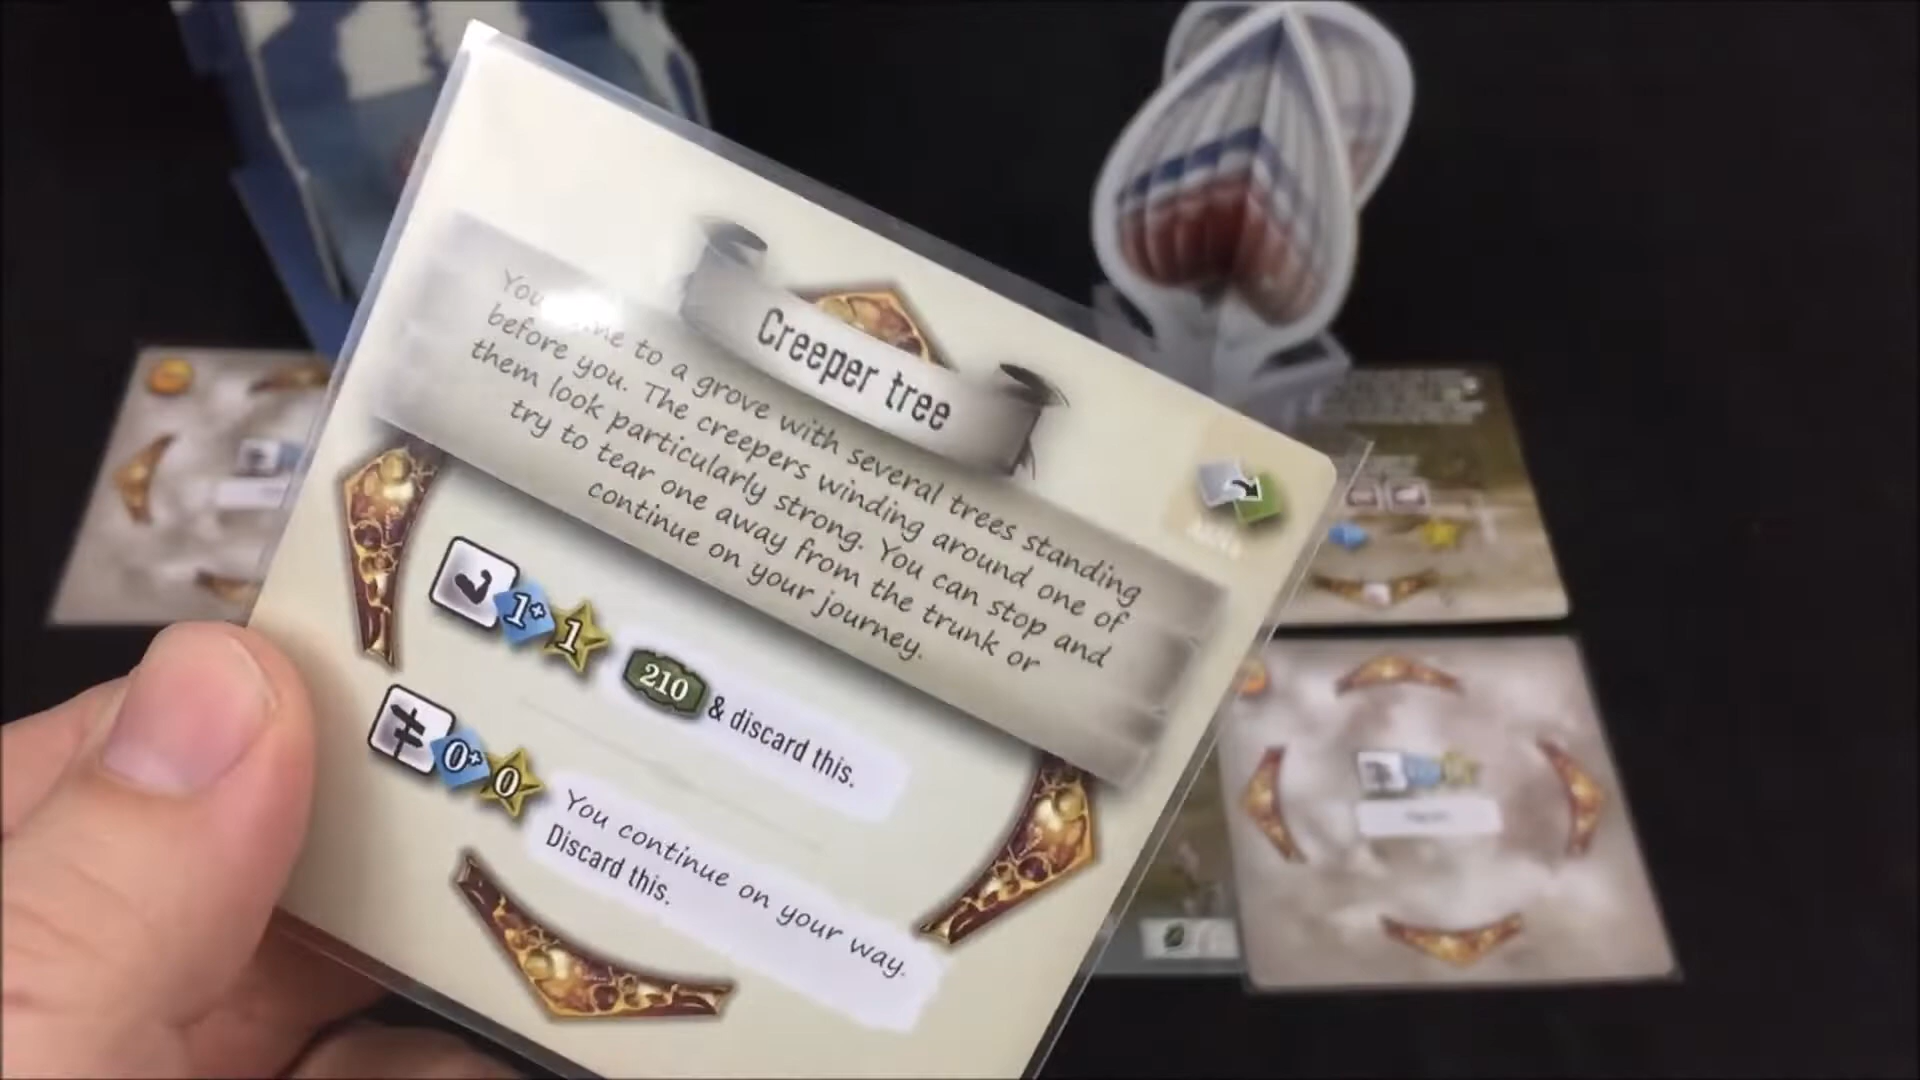 Creeper tree
to a grove with several trees standing
before you. The creepers winding around one of
them look particularly strong. You can stop and
try to tear one away from the trunk or
continue on your journey.
1+ 1 210 & discard this.
0+ 0 You continue on your way.
Discard this.